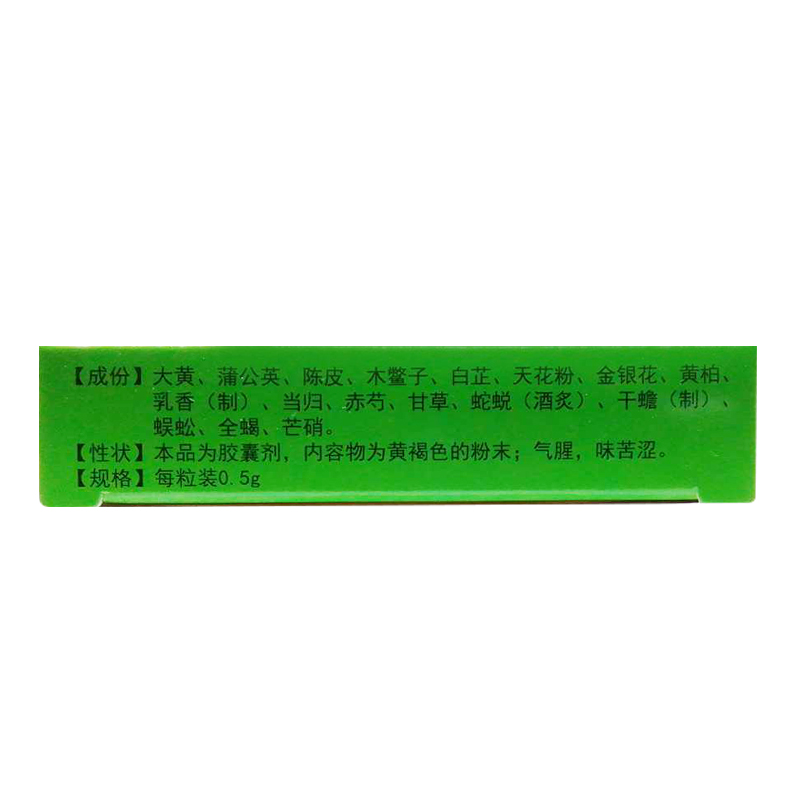 【成份】大黄、蒲公英、陈皮、木鳖子、白芷、天花粉、金银花、黄柏、
乳香（制）、当归、赤芍、甘草、蛇蜕（酒炙）、干蟾（制）、
蜈蚣、全蝎、芒硝。
【性状】本品为胶囊剂，内容物为黄褐色的粉末；气腥，味苦涩。
【规格】每粒装0.5g